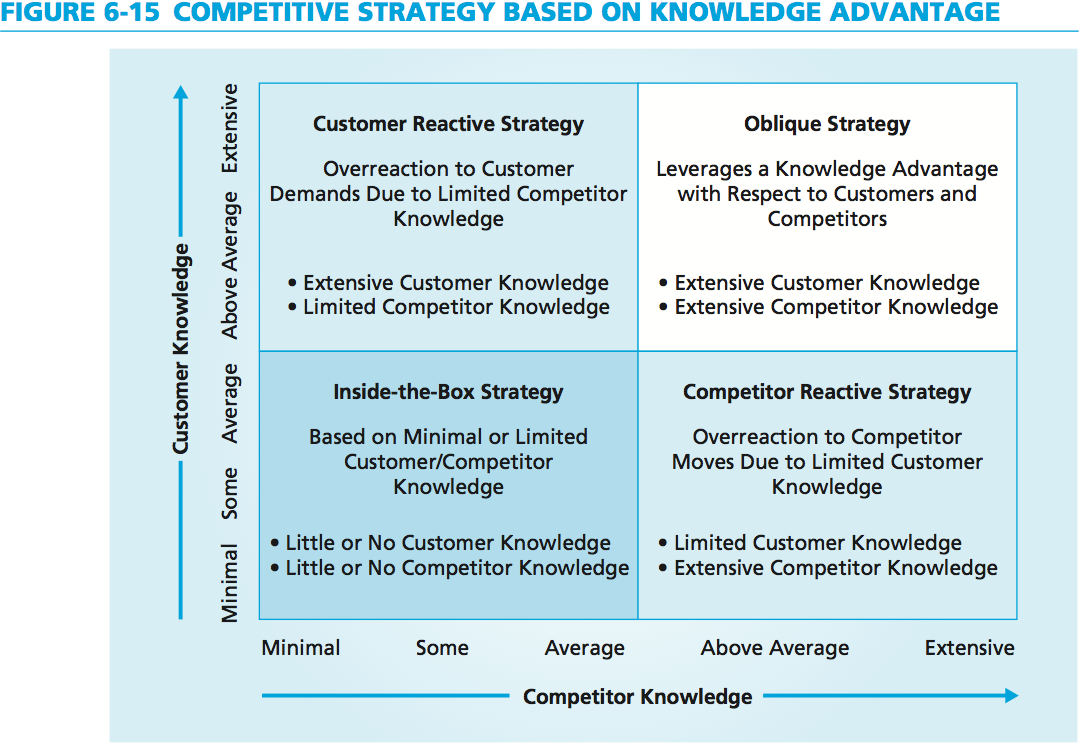 FIGURE 6-15 COMPETITIVE STRATEGY BASED ON KNOWLEDGE ADVANTAGE
Customer Knowledge
Extensive
Above Average
Average
Some
Minimal
Customer Reactive Strategy
Overreaction to Customer
Demands Due to Limited Competitor
Knowledge
• Extensive Customer Knowledge
• Limited Competitor Knowledge
Oblique Strategy
Leverages a Knowledge Advantage
with Respect to Customers and
Competitors
• Extensive Customer Knowledge
• Extensive Competitor Knowledge
Inside-the-Box Strategy
Based on Minimal or Limited
Customer/Competitor
Knowledge
• Little or No Customer Knowledge
• Little or No Competitor Knowledge
Competitor Reactive Strategy
Overreaction to Competitor
Moves Due to Limited Customer
Knowledge
• Limited Customer Knowledge
• Extensive Competitor Knowledge
Minimal Some Average Above Average Extensive
Competitor Knowledge